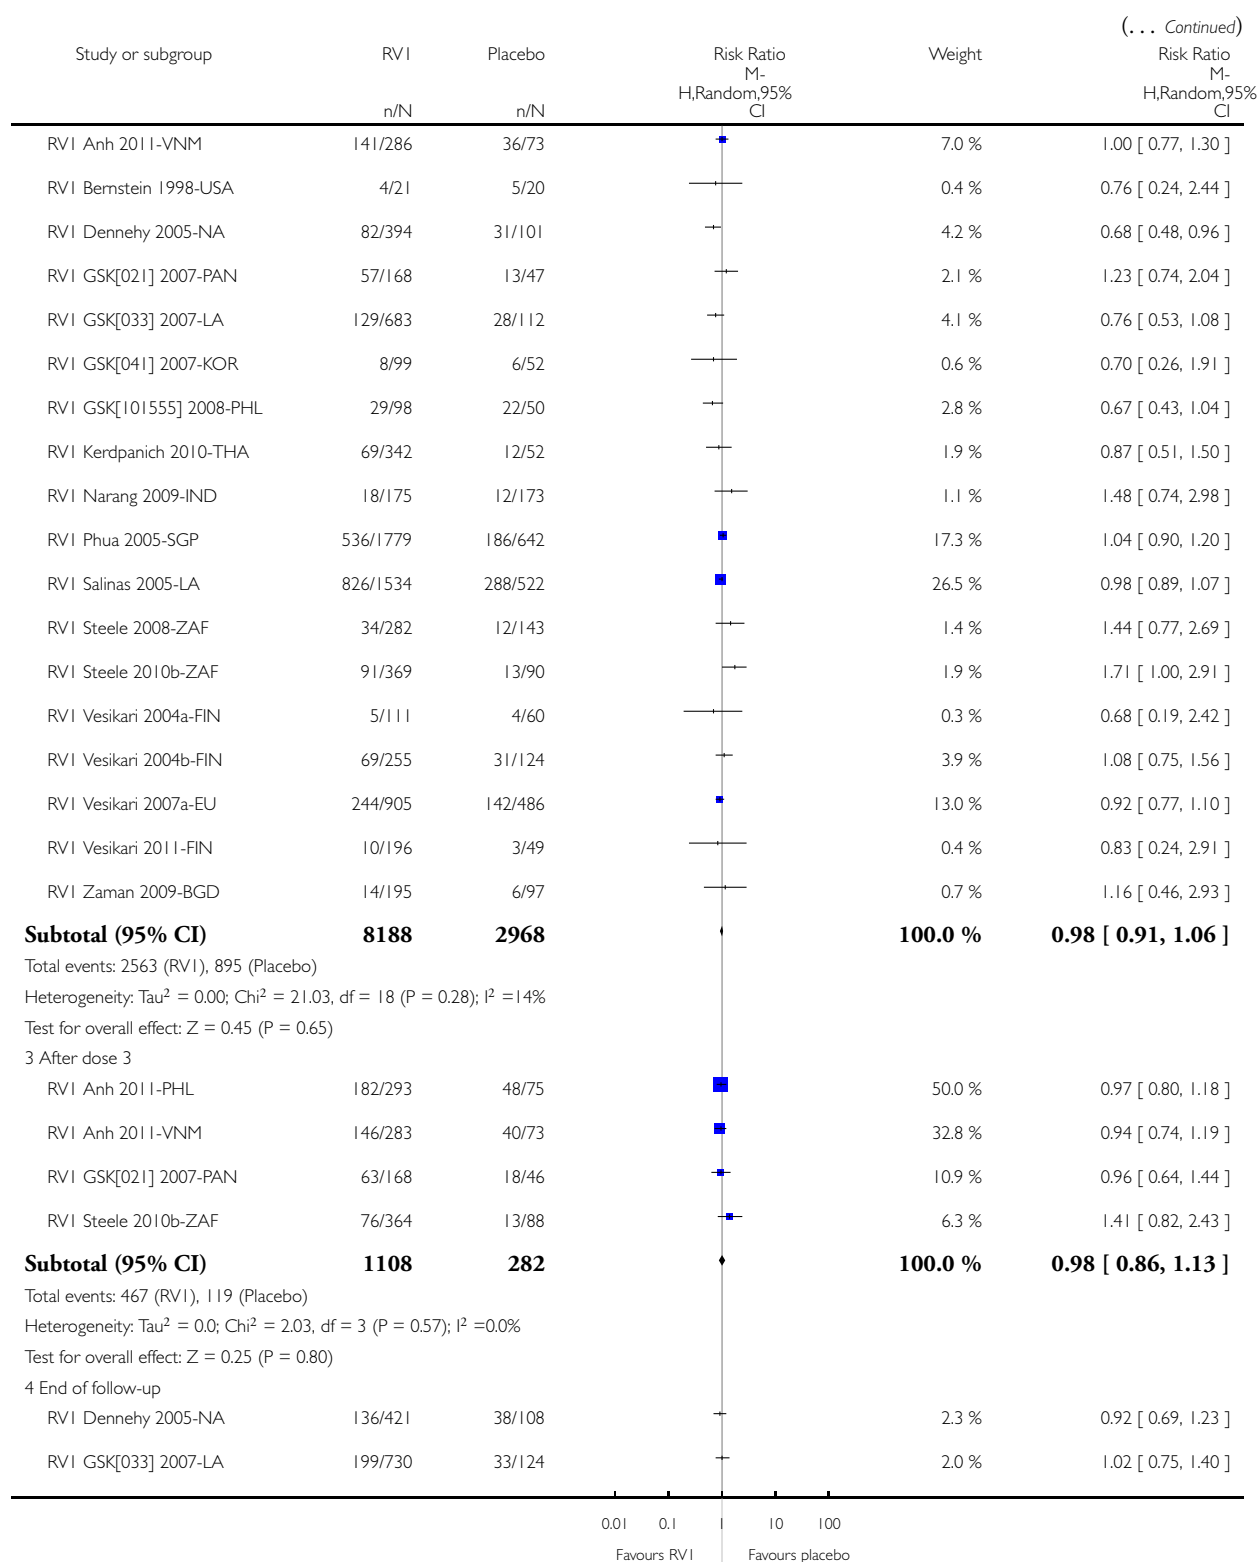 (... Continued)
Study or subgroup RV1 Placebo Risk Ratio Weight Risk Ratio
M- M-
H,Random,95% H,Random,95%
n/N n/N CI CI
RV1 Anh 2011-VNM 141/286 36/73 7.0 % 1.00 [ 0.77, 1.30 ]
RV1 Bernstein 1998-USA 4/21 5/20 0.4 % 0.76 [ 0.24, 2.44 ]
RV1 Dennehy 2005-NA 82/394 31/101 4.2 % 0.68 [ 0.48, 0.96 ]
RV1 GSK[021] 2007-PAN 57/168 13/47 2.1 % 1.23 [ 0.74, 2.04 ]
RV1 GSK[033] 2007-LA 129/683 28/112 4.1 % 0.76 [ 0.53, 1.08 ]
RV1 GSK[041] 2007-KOR 8/99 6/52 0.6 % 0.70 [ 0.26, 1.91 ]
RV1 GSK[101555] 2008-PHL 29/98 22/50 2.8 % 0.67 [ 0.43, 1.04 ]
RV1 Kerdpanich 2010-THA 69/342 12/52 1.9 % 0.87 [ 0.51, 1.50 ]
RV1 Narang 2009-IND 18/175 12/173 1.1 % 1.48 [ 0.74, 2.98 ]
RV1 Phua 2005-SGP 536/1779 186/642 17.3 % 1.04 [ 0.90, 1.20 ]
RV1 Salinas 2005-LA 826/1534 288/522 26.5 % 0.98 [ 0.89, 1.07 ]
RV1 Steele 2008-ZAF 34/282 12/143 1.4 % 1.44 [ 0.77, 2.69 ]
RV1 Steele 2010b-ZAF 91/369 13/90 1.9 % 1.71 [ 1.00, 2.91 ]
RV1 Vesikari 2004a-FIN 5/111 4/60 0.3 % 0.68 [ 0.19, 2.42 ]
RV1 Vesikari 2004b-FIN 69/255 31/124 3.9 % 1.08 [ 0.75, 1.56 ]
RV1 Vesikari 2007a-EU 244/905 142/486 13.0 % 0.92 [ 0.77, 1.10 ]
RV1 Vesikari 2011-FIN 10/196 3/49 0.4 % 0.83 [ 0.24, 2.91 ]
RV1 Zaman 2009-BGD 14/195 6/97 0.7 % 1.16 [ 0.46, 2.93 ]
Subtotal (95% CI) 8188 2968 100.0 % 0.98 [ 0.91, 1.06 ]
Total events: 2563 (RV1), 895 (Placebo)
Heterogeneity: Tau² = 0.00; Chi² = 21.03, df = 18 (P = 0.28); I² =14%
Test for overall effect: Z = 0.45 (P = 0.65)
3 After dose 3
RV1 Anh 2011-PHL 182/293 48/75 50.0 % 0.97 [ 0.80, 1.18 ]
RV1 Anh 2011-VNM 146/283 40/73 32.8 % 0.94 [ 0.74, 1.19 ]
RV1 GSK[021] 2007-PAN 63/168 18/46 10.9 % 0.96 [ 0.64, 1.44 ]
RV1 Steele 2010b-ZAF 76/364 13/88 6.3 % 1.41 [ 0.82, 2.43 ]
Subtotal (95% CI) 1108 282 100.0 % 0.98 [ 0.86, 1.13 ]
Total events: 467 (RV1), 119 (Placebo)
Heterogeneity: Tau² = 0.0; Chi² = 2.03, df = 3 (P = 0.57); I² =0.0%
Test for overall effect: Z = 0.25 (P = 0.80)
4 End of follow-up
RV1 Dennehy 2005-NA 136/421 38/108 2.3 % 0.92 [ 0.69, 1.23 ]
RV1 GSK[033] 2007-LA 199/730 33/124 2.0 % 1.02 [ 0.75, 1.40 ]
0.01 0.1 1 10 100
Favours RV1 Favours placebo